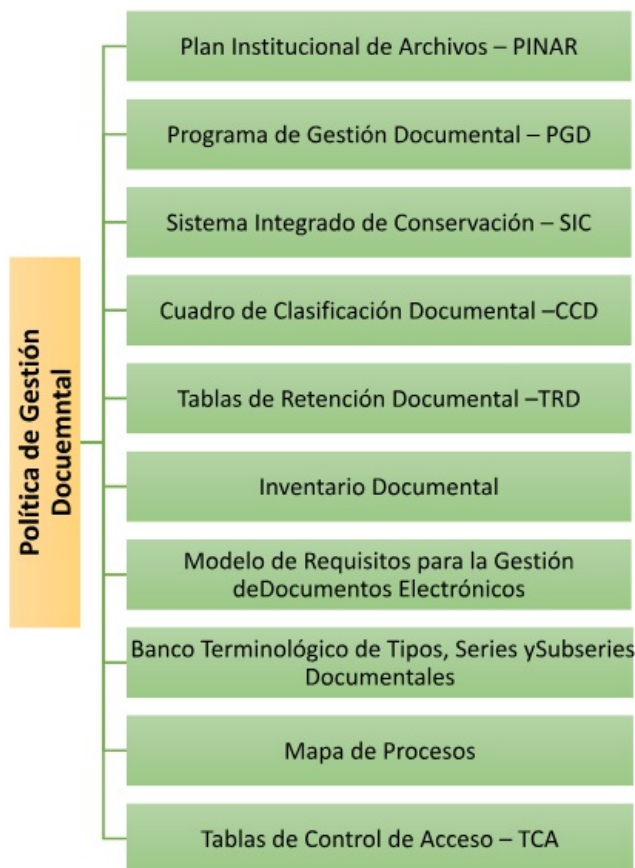 Política de Gestión
Docuemntal
Plan Institucional de Archivos – PINAR
Programa de Gestión Documental – PGD
Sistema Integrado de Conservación – SIC
Cuadro de Clasificación Documental –CCD
Tablas de Retención Documental –TRD
Inventario Documental
Modelo de Requisitos para la Gestión
deDocumentos Electrónicos
Banco Terminológico de Tipos, Series ySubseries
Documentales
Mapa de Procesos
Tablas de Control de Acceso – TCA